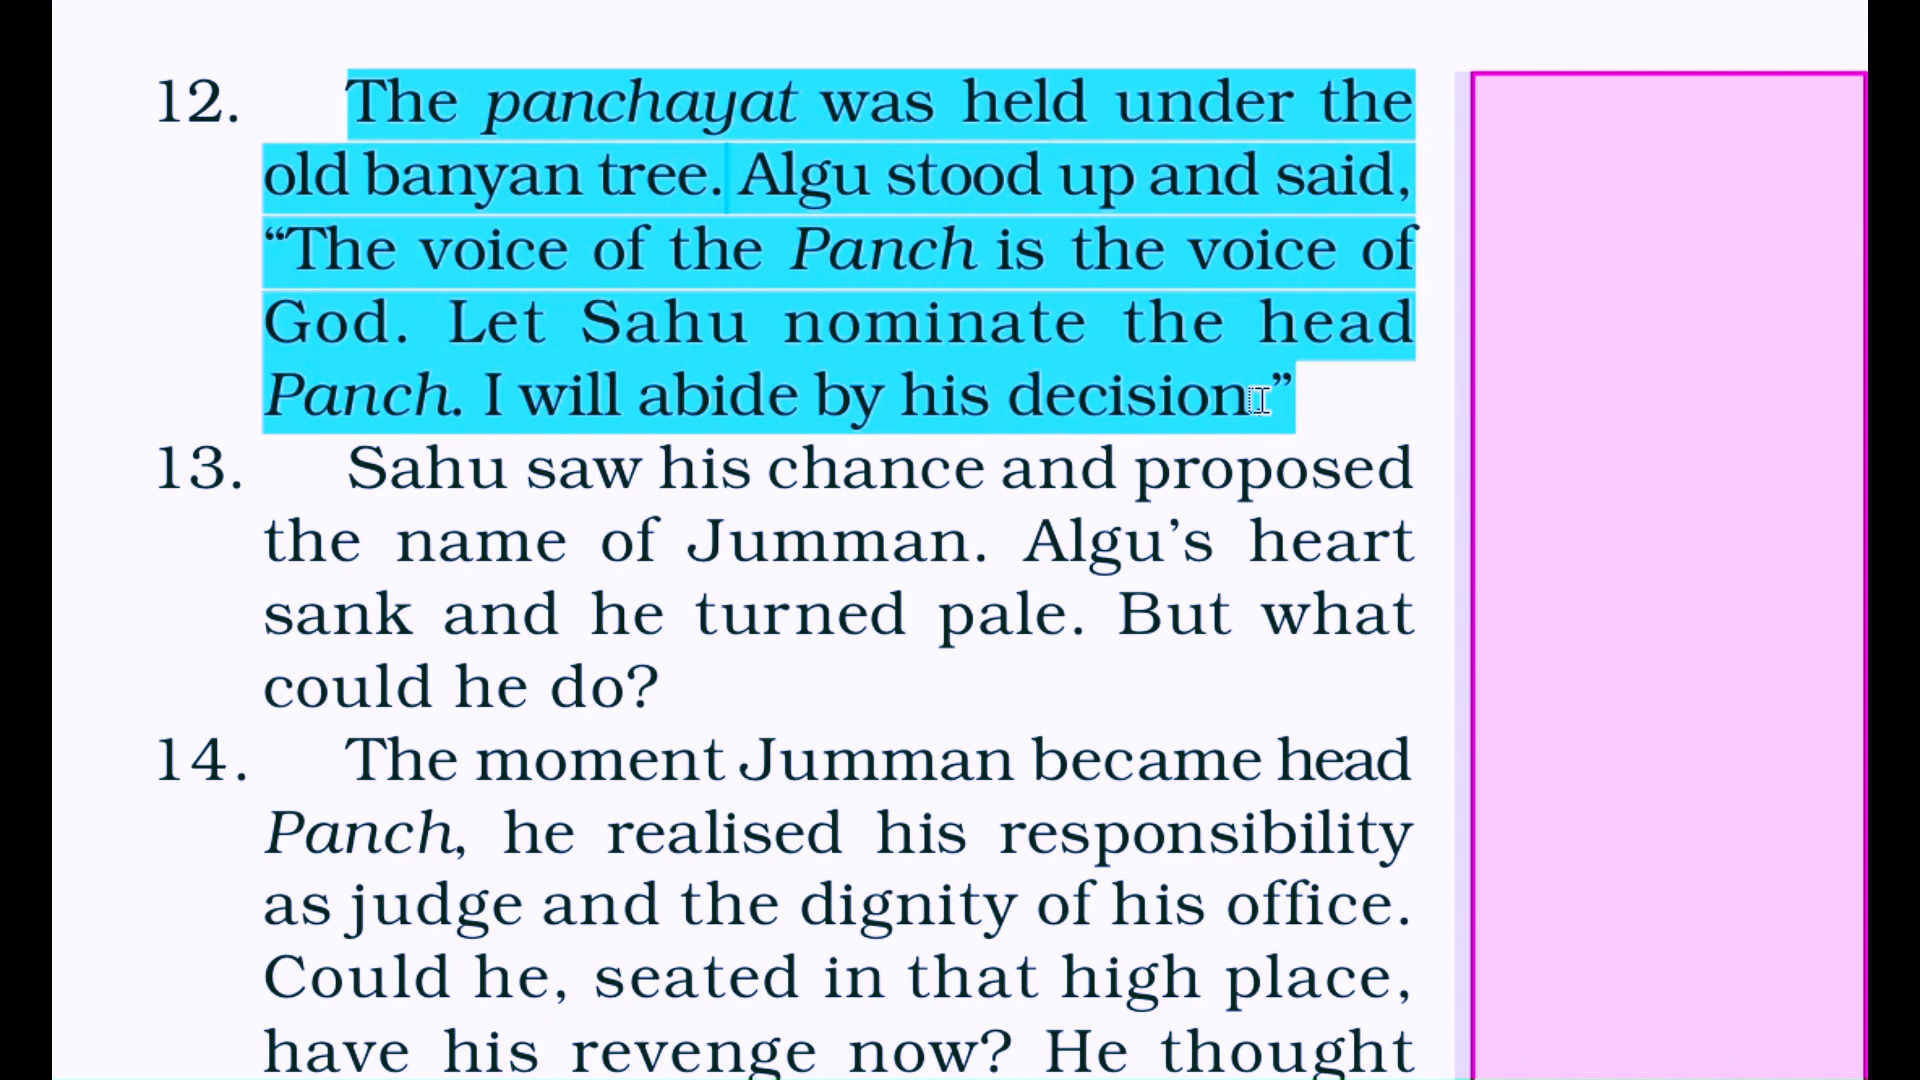 12. The panchayat was held under the
old banyan tree. Algu stood up and said,
“The voice of the Panch is the voice of
God. Let Sahu nominate the head
Panch. I will abide by his decision.”
13. Sahu saw his chance and proposed
the name of Jumman. Algu’s heart
sank and he turned pale. But what
could he do?
14. The moment Jumman became head
Panch, he realised his responsibility
as judge and the dignity of his office.
Could he, seated in that high place,
have his revenge now? He thought